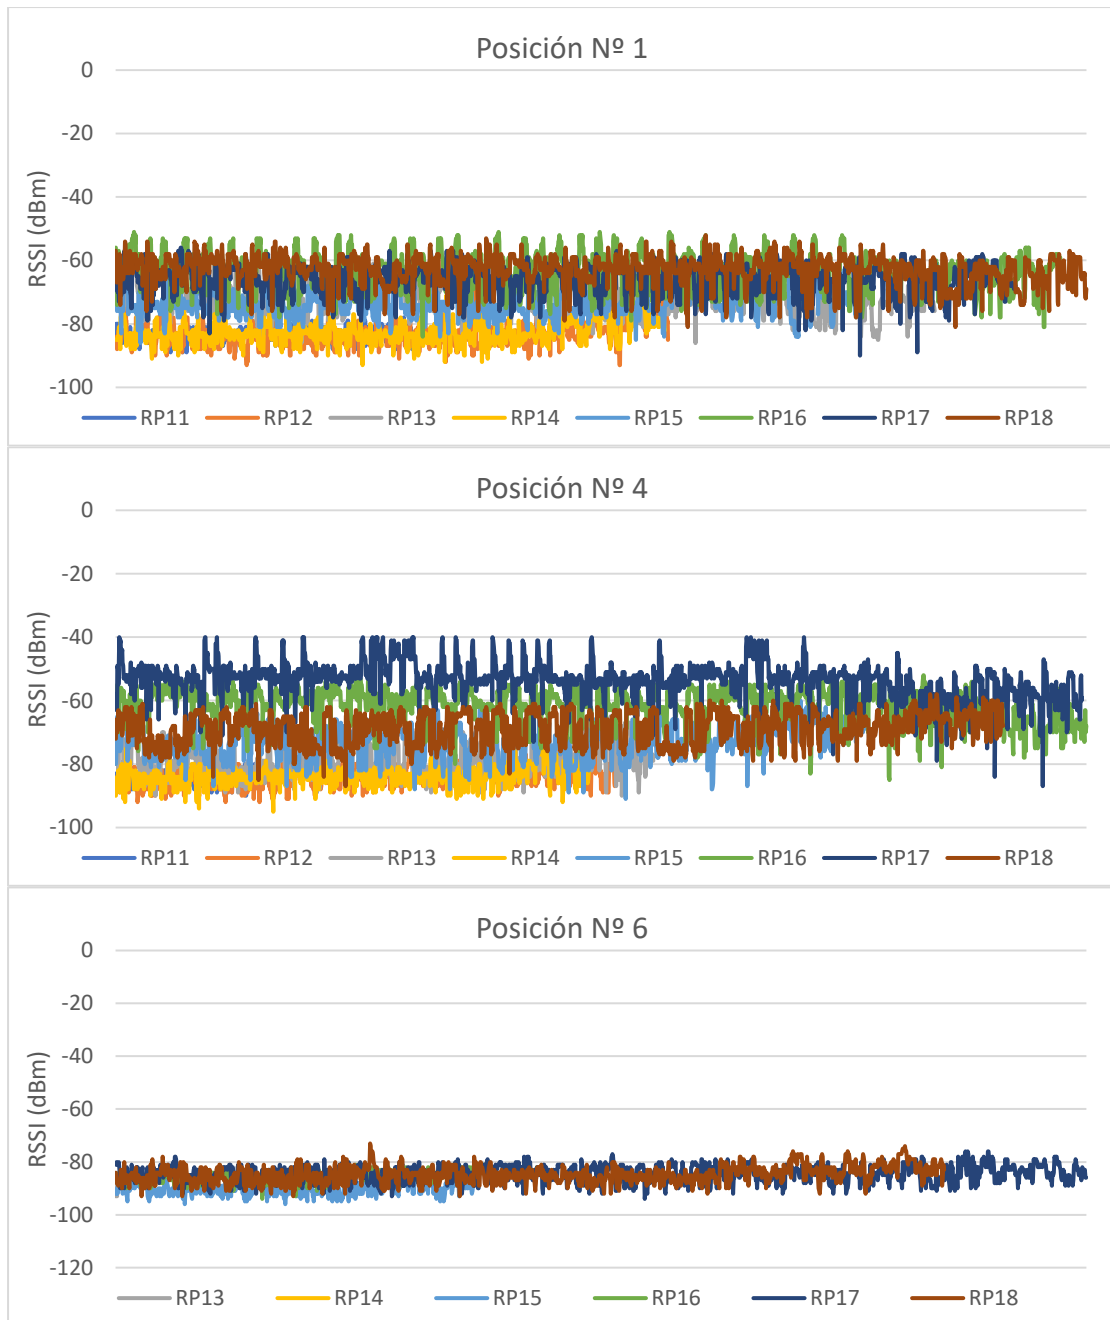 Posición Nº 1
0
-20
-40
-60
-80
-100
RSSI (dBm)
RP11 RP12 RP13 RP14 RP15 RP16 RP17 RP18
Posición Nº 4
0
-20
-40
-60
-80
-100
RSSI (dBm)
RP11 RP12 RP13 RP14 RP15 RP16 RP17 RP18
Posición Nº 6
0
-20
-40
-60
-80
-100
-120
RSSI (dBm)
RP13 RP14 RP15 RP16 RP17 RP18